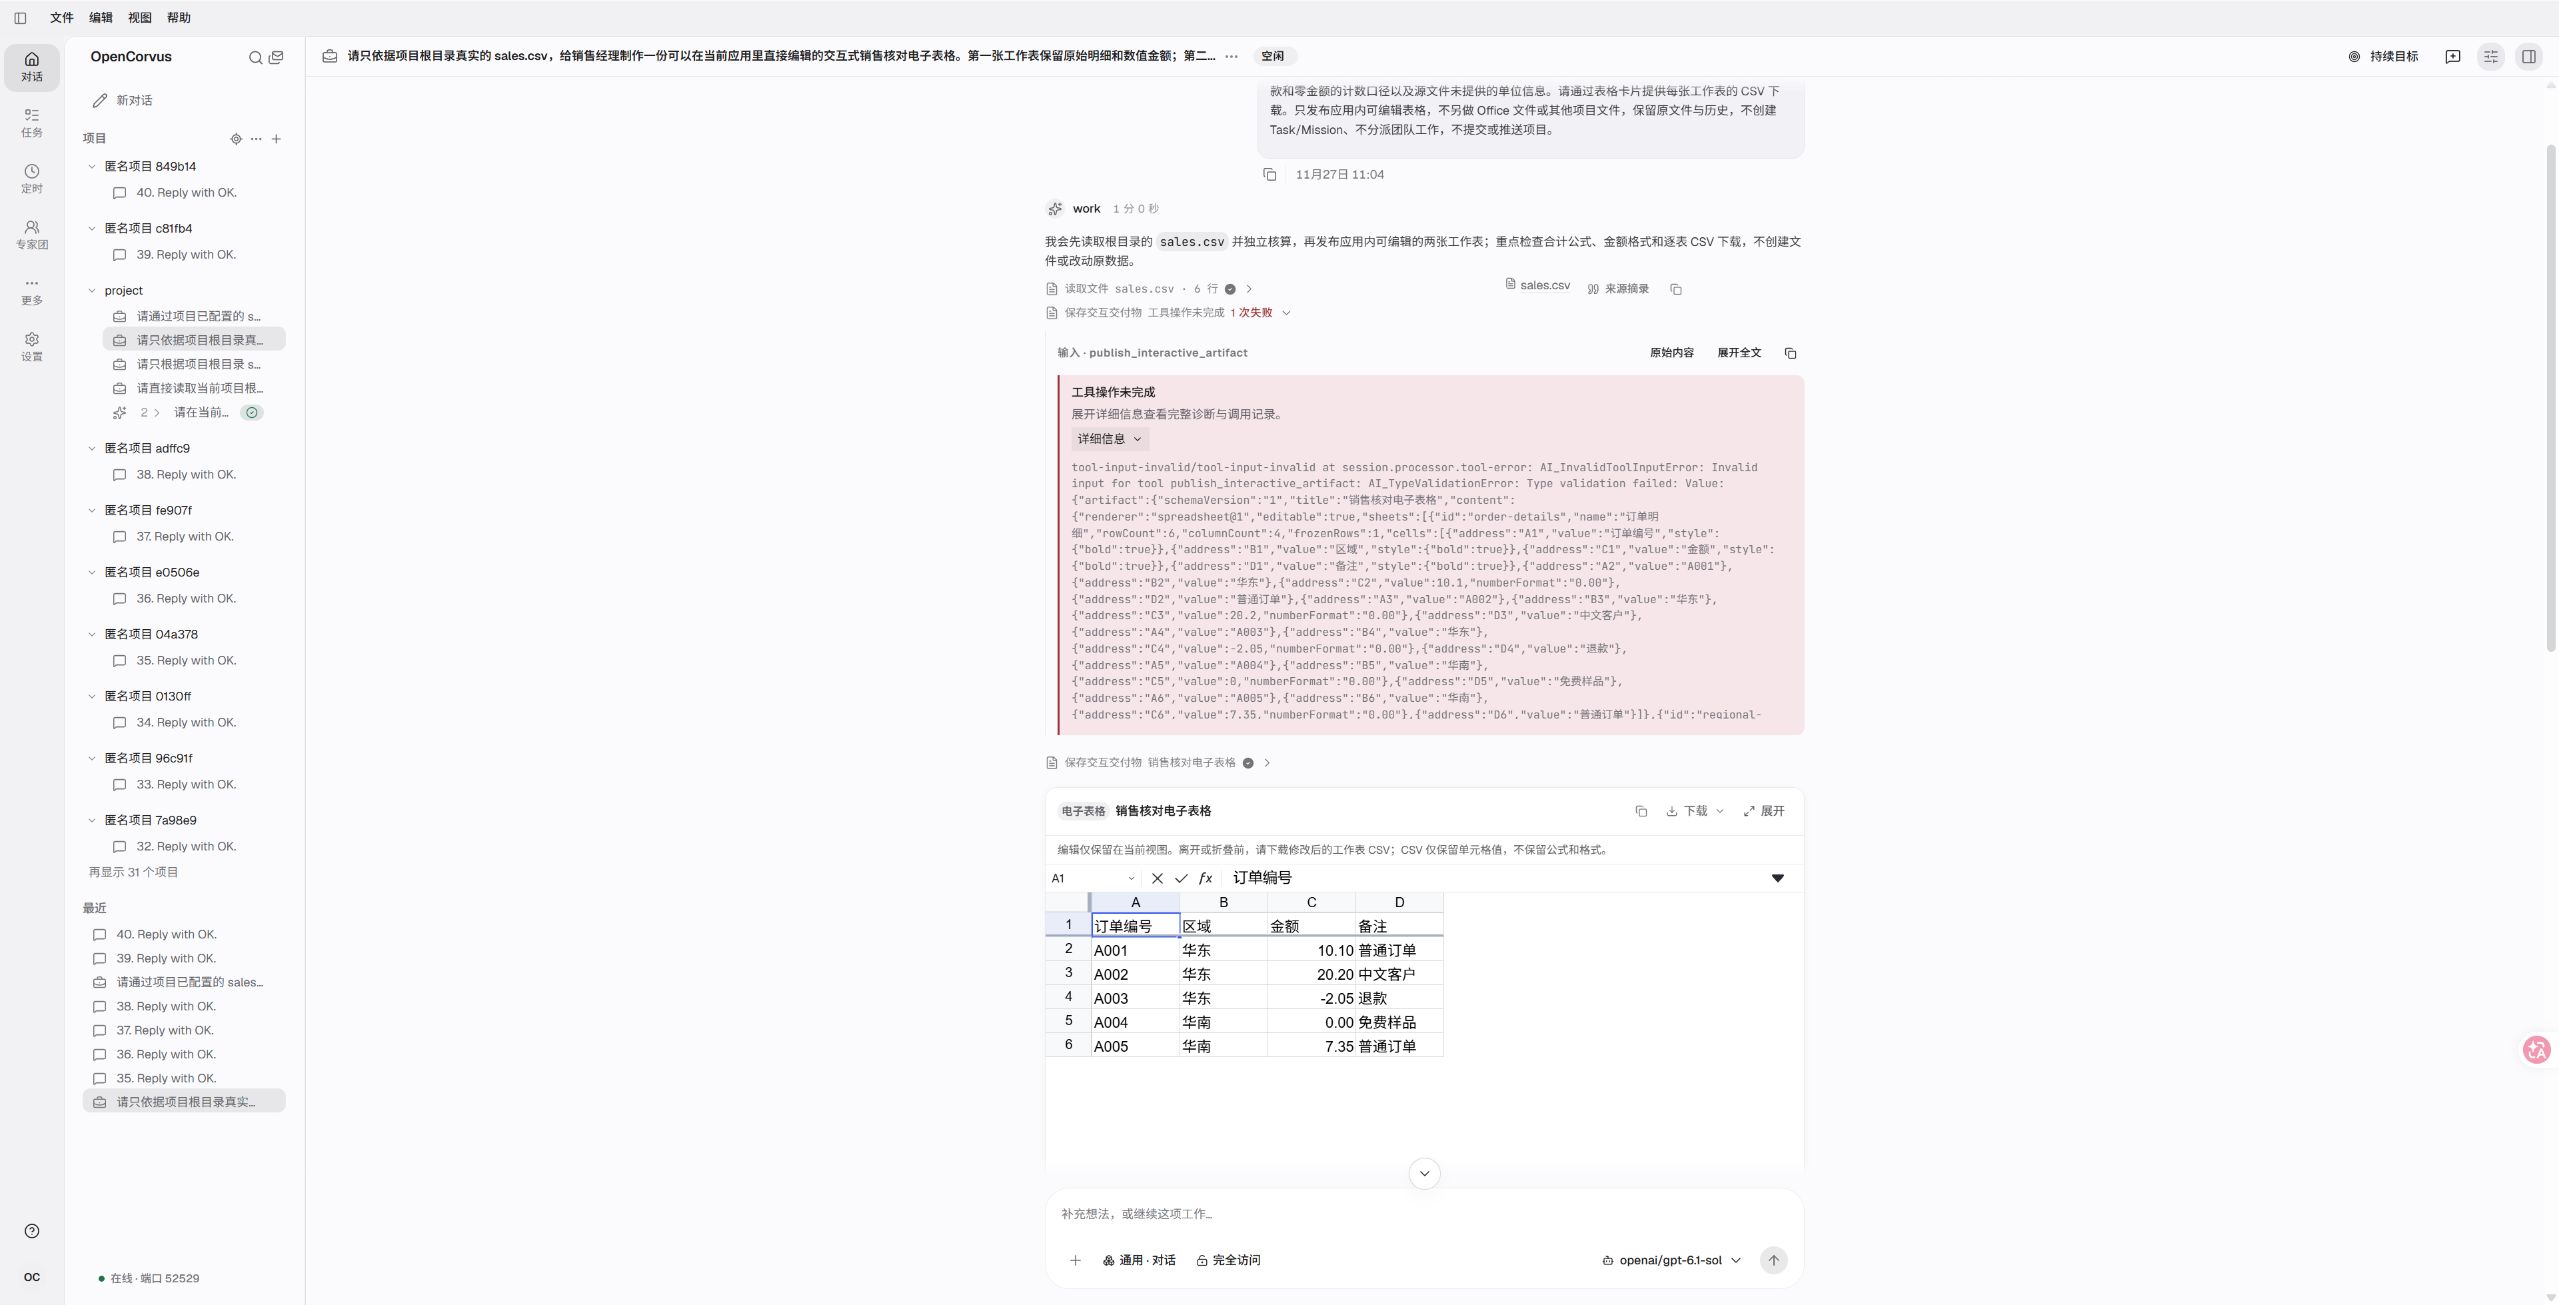 文件 编辑 视图 帮助
对话
任务
定时
专家团
更多
设置
OC
OpenCorvus
新对话
项目
匿名项目 849b14
40. Reply with OK.
匿名项目 c81fb4
39. Reply with OK.
project
请通过项目已配置的 s...
请只依据项目根目录真...
请只根据项目根目录 s...
请直接读取当前项目根...
2 请在当前...
匿名项目 adffc9
38. Reply with OK.
匿名项目 fe907f
37. Reply with OK.
匿名项目 e0506e
36. Reply with OK.
匿名项目 04a378
35. Reply with OK.
匿名项目 0130ff
34. Reply with OK.
匿名项目 96c91f
33. Reply with OK.
匿名项目 7a98e9
32. Reply with OK.
再显示 31 个项目
最近
40. Reply with OK.
39. Reply with OK.
请通过项目已配置的 sales...
38. Reply with OK.
37. Reply with OK.
36. Reply with OK.
35. Reply with OK.
请只依据项目根目录真实...
在线 · 端口 52529
请只依据项目根目录真实的 sales.csv，给销售经理制作一份可以在当前应用里直接编辑的交互式销售核对电子表格。第一张工作表保留原始明细和数值金额；第二... 空闲 持续目标
款和零金额的计数口径以及源文件未提供的单位信息。请通过表格卡片提供每张工作表的 CSV 下
载。只发布应用内可编辑表格，不另做 Office 文件或其他项目文件，保留原文件与历史，不创建
Task/Mission、不分派团队工作，不提交或推送项目。
11月27日 11:04
work 1 分 0 秒
我会先读取根目录的 sales.csv 并独立核算，再发布应用内可编辑的两张工作表；重点检查合计公式、金额格式和逐表 CSV 下载，不创建文
件或改动原数据。
读取文件 sales.csv · 6 行 sales.csv 来源摘录
保存交互交付物 工具操作未完成 1 次失败
输入 · publish_interactive_artifact 原始内容 展开全文
工具操作未完成
展开详细信息查看完整诊断与调用记录。
详细信息
tool-input-invalid/tool-input-invalid at session.processor.tool-error: AI_InvalidToolInputError: Invalid
input for tool publish_interactive_artifact: AI_TypeValidationError: Type validation failed: Value:
{"artifact":{"schemaVersion":"1","title":"销售核对电子表格","content":
{"renderer":"spreadsheet@1","editable":true,"sheets":[{"id":"order-details","name":"订单明
细","rowCount":6,"columnCount":4,"frozenRows":1,"cells":[{"address":"A1","value":"订单编号","style":
{"bold":true}},{"address":"B1","value":"区域","style":{"bold":true}},{"address":"C1","value":"金额","style":
{"bold":true}},{"address":"D1","value":"备注","style":{"bold":true}},{"address":"A2","value":"A001"},
{"address":"B2","value":"华东"},{"address":"C2","value":10.1,"numberFormat":"0.00"},
{"address":"D2","value":"普通订单"},{"address":"A3","value":"A002"},{"address":"B3","value":"华东"},
{"address":"C3","value":20.2,"numberFormat":"0.00"},{"address":"D3","value":"中文客户"},
{"address":"A4","value":"A003"},{"address":"B4","value":"华东"},
{"address":"C4","value":-2.05,"numberFormat":"0.00"},{"address":"D4","value":"退款"},
{"address":"A5","value":"A004"},{"address":"B5","value":"华南"},
{"address":"C5","value":0,"numberFormat":"0.00"},{"address":"D5","value":"免费样品"},
{"address":"A6","value":"A005"},{"address":"B6","value":"华南"},
{"address":"C6","value":7.35,"numberFormat":"0.00"},{"address":"D6","value":"普通订单"}]},{"id":"regional-
保存交互交付物 销售核对电子表格
电子表格 销售核对电子表格 下载 展开
编辑仅保留在当前视图。离开或折叠前，请下载修改后的工作表 CSV；CSV 仅保留单元格值，不保留公式和格式。
A1 fx 订单编号
A B C D
1 订单编号 区域 金额 备注
2 A001 华东 10.10 普通订单
3 A002 华东 20.20 中文客户
4 A003 华东 -2.05 退款
5 A004 华南 0.00 免费样品
6 A005 华南 7.35 普通订单
补充想法，或继续这项工作...
通用 · 对话 完全访问 openai/gpt-6.1-sol